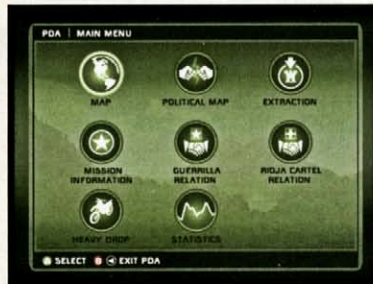 PDA | MAIN MENU
MAP
POLITICAL MAP
EXTRACTION
MISSION
INFORMATION
GUERRILLA
RELATION
RIOJA CARTEL
RELATION
HEAVY DROP
STATISTICS
A SELECT B ◄ EXIT PDA